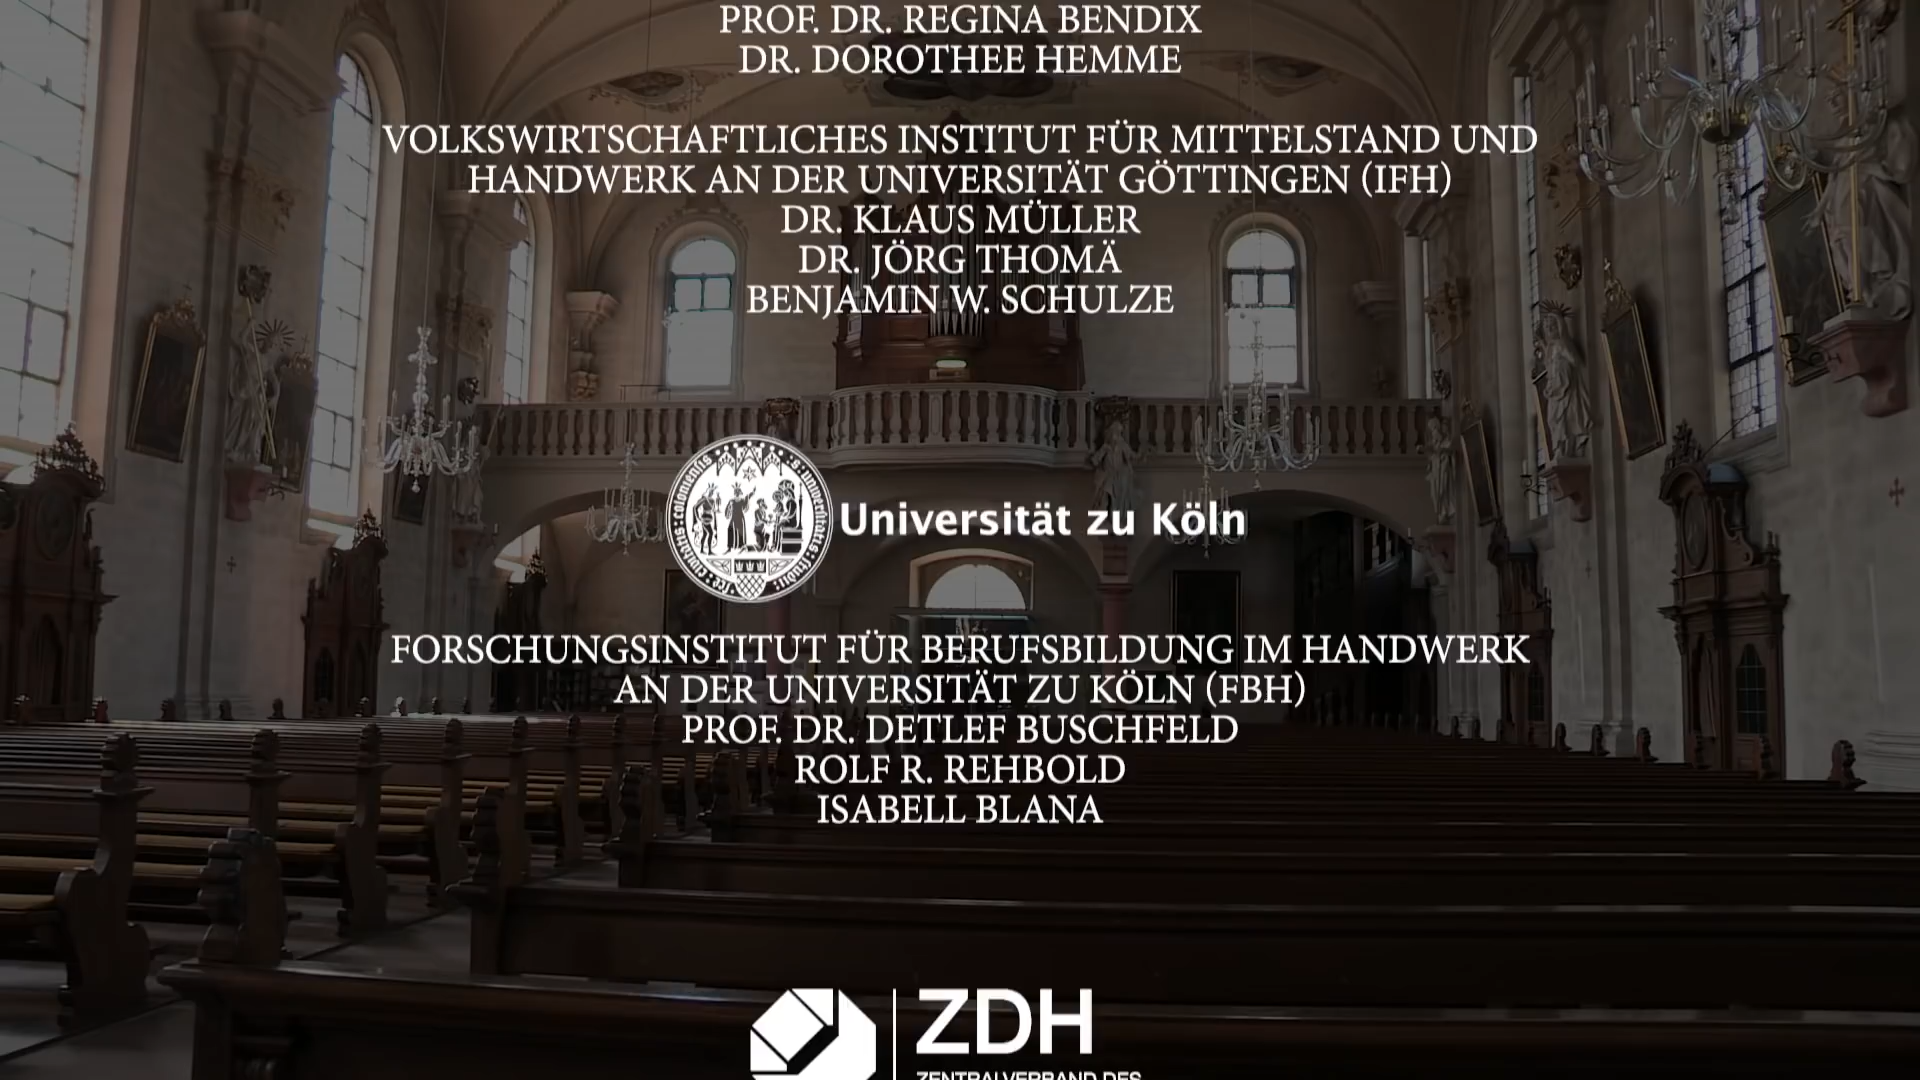 PROF. DR. REGINA BENDIX
DR. DOROTHEE HEMME
VOLKSWIRTSCHAFTLICHES INSTITUT FÜR MITTELSTAND UND
HANDWERK AN DER UNIVERSITÄT GÖTTINGEN (IFH)
DR. KLAUS MÜLLER
DR. JÖRG THOMÄ
BENJAMIN W. SCHULZE
Universität zu Köln
FORSCHUNGSINSTITUT FÜR BERUFSBILDUNG IM HANDWERK
AN DER UNIVERSITÄT ZU KÖLN (FBH)
PROF. DR. DETLEF BUSCHFELD
ROLF R. REHBOLD
ISABELL BLANA
ZDH
ZENTRALVERBAND DES